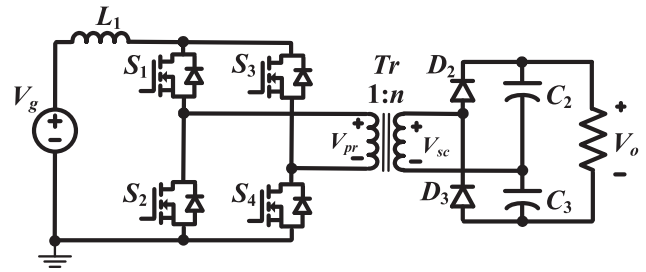 L1
S1
S3
Tr
1:n
D2
C2
Vg
+
−
+
Vpr
−
+
Vsc
−
+
Vo
−
S2
S4
D3
C3